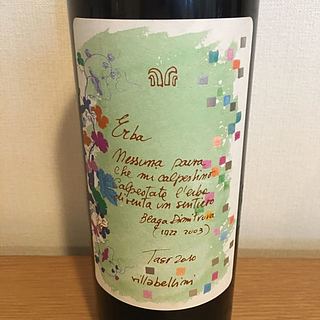 Erba
Nessuna paura
che mi calpestino
Calpestata l'erba
diventa un sentiero
Blaga Dimitrova
(1922 2003)
Tasr 2010
villabellini